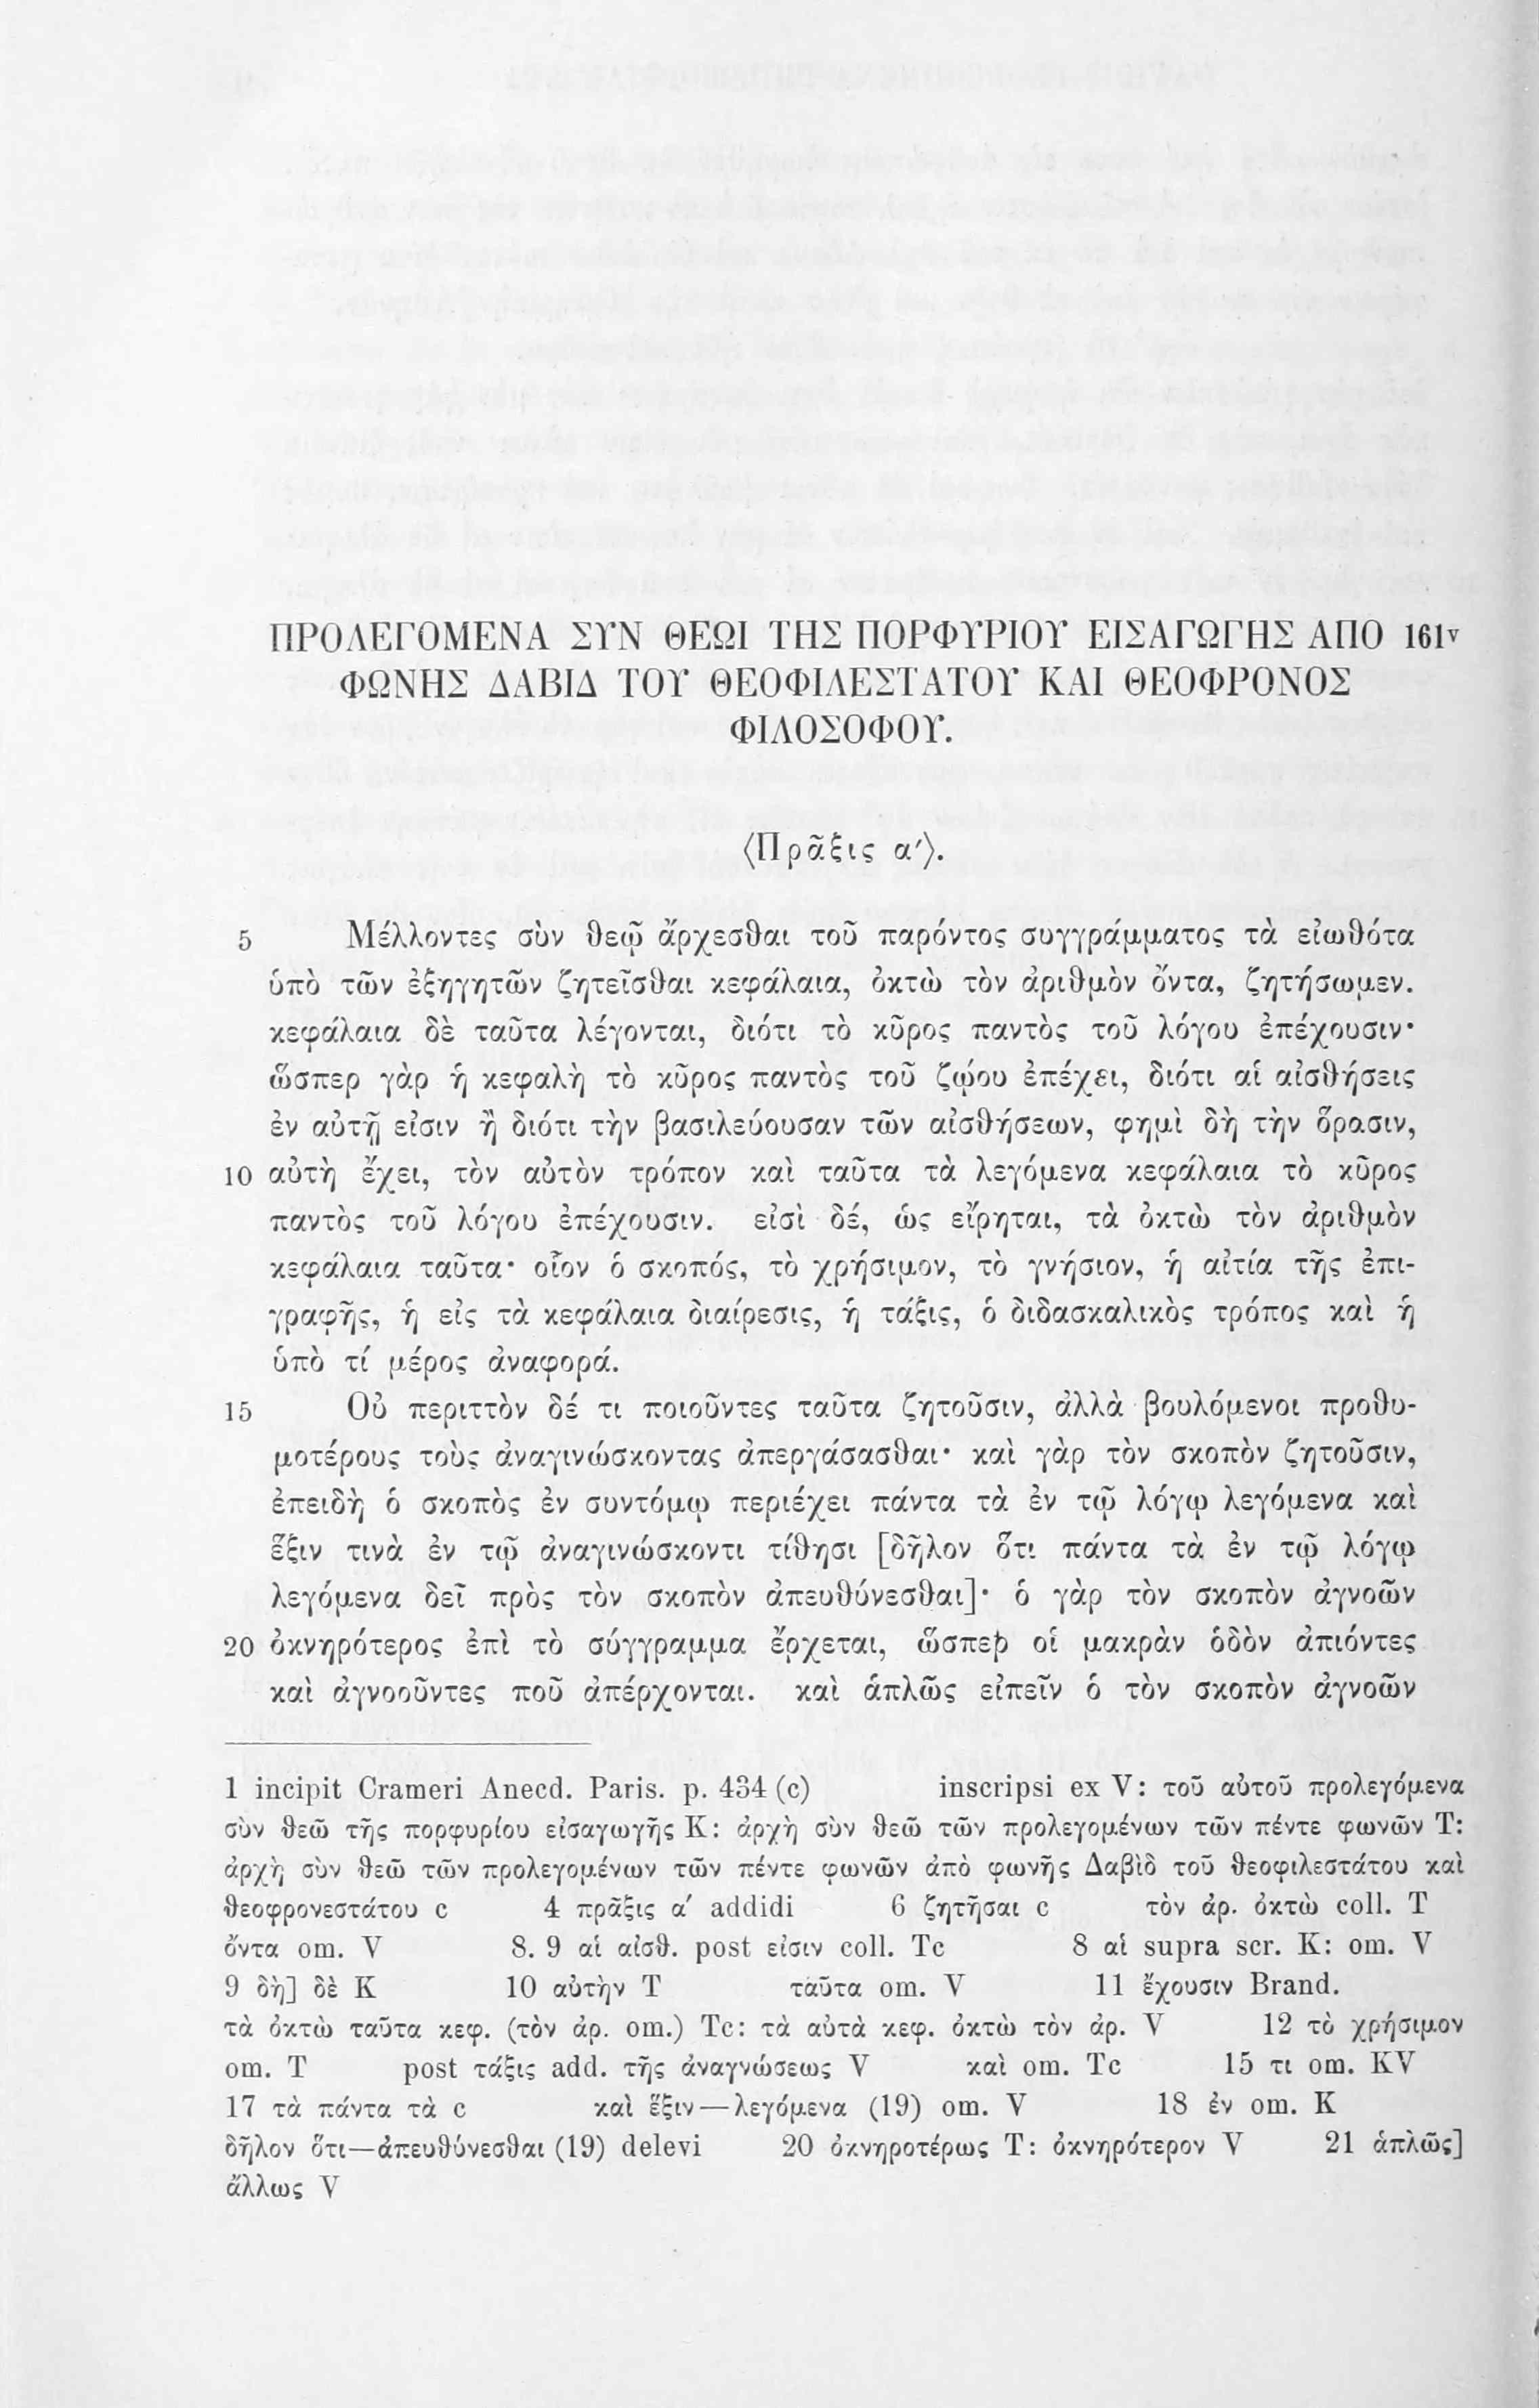 ΠΡΟΛΕΓΟΜΕΝΑ ΣΥΝ ΘΕΩΙ ΤΗΣ ΠΟΡΦΥΡΙΟΥ ΕΙΣΑΓΩΓΗΣ ΑΠΟ 161v
ΦΩΝΗΣ ΔΑΒΙΔ ΤΟΥ ΘΕΟΦΙΛΕΣΤΑΤΟΥ ΚΑΙ ΘΕΟΦΡΟΝΟΣ
ΦΙΛΟΣΟΦΟΥ.
⟨Πρᾶξις α′⟩.
5 Μέλλοντες σὺν θεῷ ἄρχεσθαι τοῦ παρόντος συγγράμματος τὰ εἰωθότα
ὑπὸ τῶν ἐξηγητῶν ζητεῖσθαι κεφάλαια, ὀκτὼ τὸν ἀριθμὸν ὄντα, ζητήσωμεν.
κεφάλαια δὲ ταῦτα λέγονται, διότι τὸ κῦρος παντὸς τοῦ λόγου ἐπέχουσιν·
ὥσπερ γὰρ ἡ κεφαλὴ τὸ κῦρος παντὸς τοῦ ζῴου ἐπέχει, διότι αἱ αἰσθήσεις
ἐν αὐτῇ εἰσιν ἢ διότι τὴν βασιλεύουσαν τῶν αἰσθήσεων, φημὶ δὴ τὴν ὅρασιν,
10 αὐτὴ ἔχει, τὸν αὐτὸν τρόπον καὶ ταῦτα τὰ λεγόμενα κεφάλαια τὸ κῦρος
παντὸς τοῦ λόγου ἐπέχουσιν. εἰσὶ δέ, ὡς εἴρηται, τὰ ὀκτὼ τὸν ἀριθμὸν
κεφάλαια ταῦτα· οἷον ὁ σκοπός, τὸ χρήσιμον, τὸ γνήσιον, ἡ αἰτία τῆς ἐπι-
γραφῆς, ἡ εἰς τὰ κεφάλαια διαίρεσις, ἡ τάξις, ὁ διδασκαλικὸς τρόπος καὶ ἡ
ὑπὸ τί μέρος ἀναφορά.
15 Οὐ περιττὸν δέ τι ποιοῦντες ταῦτα ζητοῦσιν, ἀλλὰ βουλόμενοι προθυ-
μοτέρους τοὺς ἀναγινώσκοντας ἀπεργάσασθαι· καὶ γὰρ τὸν σκοπὸν ζητοῦσιν,
ἐπειδὴ ὁ σκοπὸς ἐν συντόμῳ περιέχει πάντα τὰ ἐν τῷ λόγῳ λεγόμενα καὶ
ἕξιν τινὰ ἐν τῷ ἀναγινώσκοντι τίθησι [δῆλον ὅτι πάντα τὰ ἐν τῷ λόγῳ
λεγόμενα δεῖ πρὸς τὸν σκοπὸν ἀπευθύνεσθαι]· ὁ γὰρ τὸν σκοπὸν ἀγνοῶν
20 ὀκνηρότερος ἐπὶ τὸ σύγγραμμα ἔρχεται, ὥσπερ οἱ μακρὰν ὁδὸν ἀπιόντες
καὶ ἀγνοοῦντες ποῦ ἀπέρχονται. καὶ ἁπλῶς εἰπεῖν ὁ τὸν σκοπὸν ἀγνοῶν
1 incipit Crameri Anecd. Paris. p. 434 (c) inscripsi ex V: τοῦ αὐτοῦ προλεγόμενα
σὺν θεῶ τῆς πορφυρίου εἰσαγωγῆς K: ἀρχὴ σὺν θεῶ τῶν προλεγομένων τῶν πέντε φωνῶν T:
ἀρχὴ σὺν θεῶ τῶν προλεγομένων τῶν πέντε φωνῶν ἀπὸ φωνῆς Δαβὶδ τοῦ θεοφιλεστάτου καὶ
θεοφρονεστάτου c 4 πρᾶξις α′ addidi 6 ζητῆσαι c τὸν ἀρ. ὀκτὼ coll. T
ὄντα om. V 8. 9 αἱ αἰσθ. post εἰσιν coll. Tc 8 αἱ supra scr. K: om. V
9 δὴ] δὲ K 10 αὐτὴν T ταῦτα om. V 11 ἔχουσιν Brand.
τὰ ὀκτὼ ταῦτα κεφ. (τὸν ἀρ. om.) Tc: τὰ αὐτὰ κεφ. ὀκτὼ τὸν ἀρ. V 12 τὸ χρήσιμον
om. T post τάξις add. τῆς ἀναγνώσεως V καὶ om. Tc 15 τι om. KV
17 τὰ πάντα τὰ c καὶ ἕξιν—λεγόμενα (19) om. V 18 ἐν om. K
δῆλον ὅτι—ἀπευθύνεσθαι (19) delevi 20 ὀκνηροτέρως T: ὀκνηρότερον V 21 ἁπλῶς]
ἄλλως V